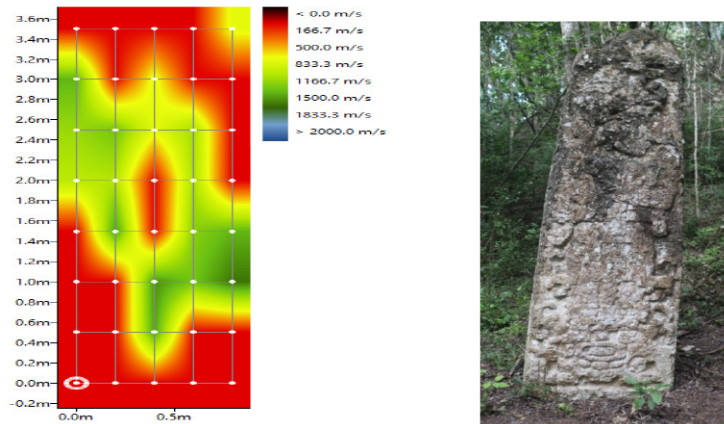 3.6m
3.4m
3.2m
3.0m
2.8m
2.6m
2.4m
2.2m
2.0m
1.8m
1.6m
1.4m
1.2m
1.0m
0.8m
0.6m
0.4m
0.2m
0.0m
-0.2m
0.0m 0.5m
< 0.0 m/s
166.7 m/s
500.0 m/s
833.3 m/s
1166.7 m/s
1500.0 m/s
1833.3 m/s
> 2000.0 m/s